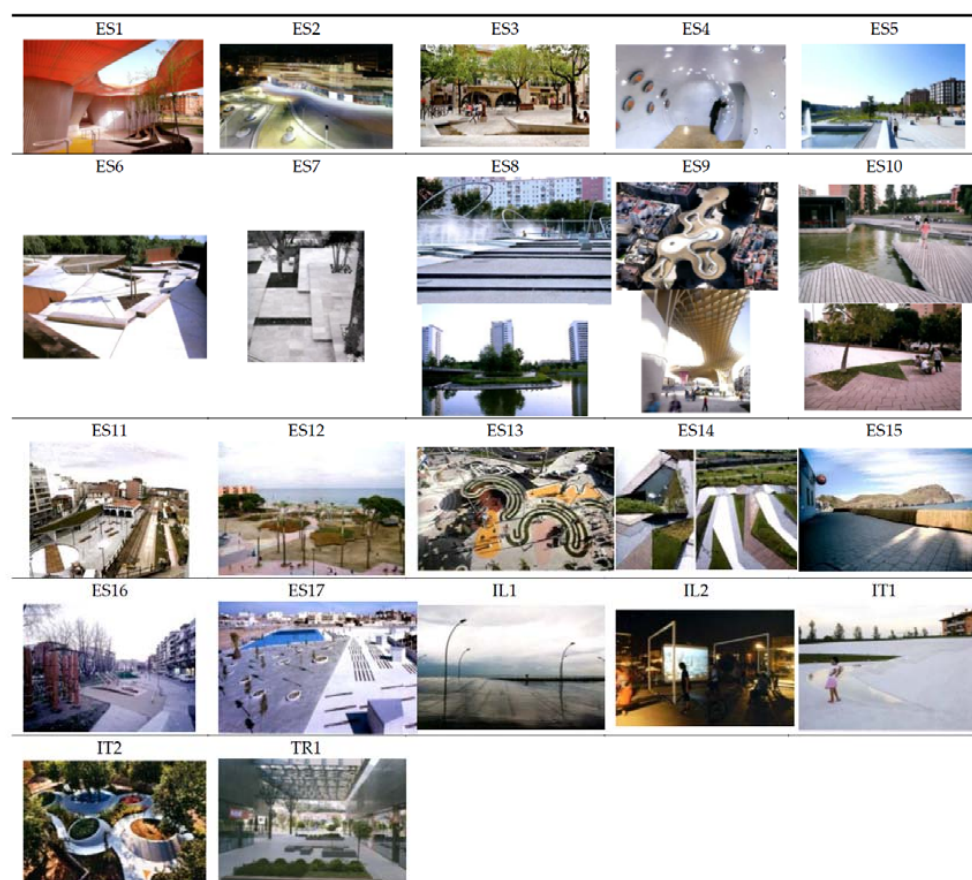 ES1 ES2 ES3 ES4 ES5
ES6 ES7 ES8 ES9 ES10
ES11 ES12 ES13 ES14 ES15
ES16 ES17 IL1 IL2 IT1
IT2 TR1